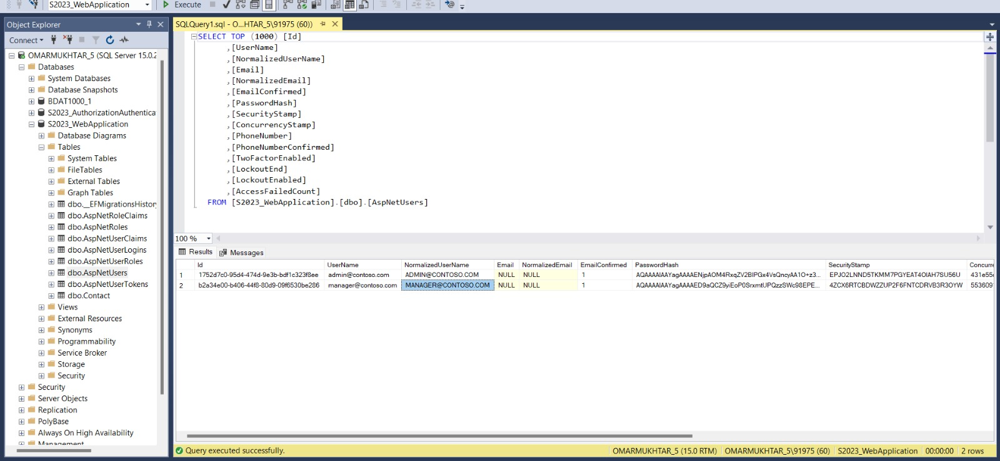 S2023_WebApplication
Execute
Object Explorer
Connect
OMARMUKHTAR_5 (SQL Server 15.0.2
Databases
System Databases
Database Snapshots
BDAT1000_1
S2023_AuthorizationAuthentica
S2023_WebApplication
Database Diagrams
Tables
System Tables
FileTables
External Tables
Graph Tables
dbo.__EFMigrationsHistory
dbo.AspNetRoleClaims
dbo.AspNetRoles
dbo.AspNetUserClaims
dbo.AspNetUserLogins
dbo.AspNetUserRoles
dbo.AspNetUsers
dbo.AspNetUserTokens
dbo.Contact
Views
External Resources
Synonyms
Programmability
Service Broker
Storage
Security
Security
Server Objects
Replication
PolyBase
Always On High Availability
Management
SQLQuery1.sql - O...HTAR_5\91975 (60))
SELECT TOP (1000) [Id]
,[UserName]
,[NormalizedUserName]
,[Email]
,[NormalizedEmail]
,[EmailConfirmed]
,[PasswordHash]
,[SecurityStamp]
,[ConcurrencyStamp]
,[PhoneNumber]
,[PhoneNumberConfirmed]
,[TwoFactorEnabled]
,[LockoutEnd]
,[LockoutEnabled]
,[AccessFailedCount]
FROM [S2023_WebApplication].[dbo].[AspNetUsers]
100 %
Results Messages
Id UserName NormalizedUserName Email NormalizedEmail EmailConfirmed PasswordHash SecurityStamp Concurre
1 1752d7c0-95d4-474d-9e3b-bdf1c323f8ee admin@contoso.com ADMIN@CONTOSO.COM NULL NULL 1 AQAAAAIAAYagAAAAENjpAOM4RxqZV2BIPGx4VsQncyAA1O+z3... EPJO2LNND5TKMM7PGYEAT4OIAH7SU56U 431e55
2 b2a34e00-b406-44f8-80d9-09f6530be286 manager@contoso.com MANAGER@CONTOSO.COM NULL NULL 1 AQAAAAIAAYagAAAAED9aQCZ9yiEoP0SrxmtUPQzzSWc98EPE... 4ZCX6RTCBDWZZUP2F6FNTCDRVB3R3OYW 553609
Query executed successfully.
OMARMUKHTAR_5 (15.0 RTM) OMARMUKHTAR_5\91975 (60) S2023_WebApplication 00:00:00 2 rows